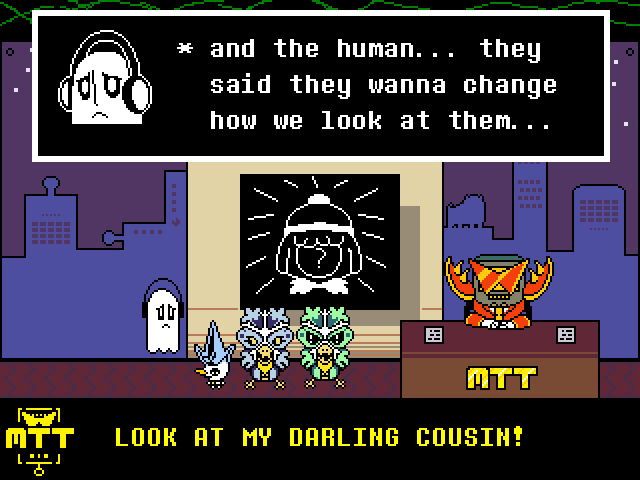 * and the human... they
said they wanna change
how we look at them...
?
MTT
MTT
LOOK AT MY DARLING COUSIN!